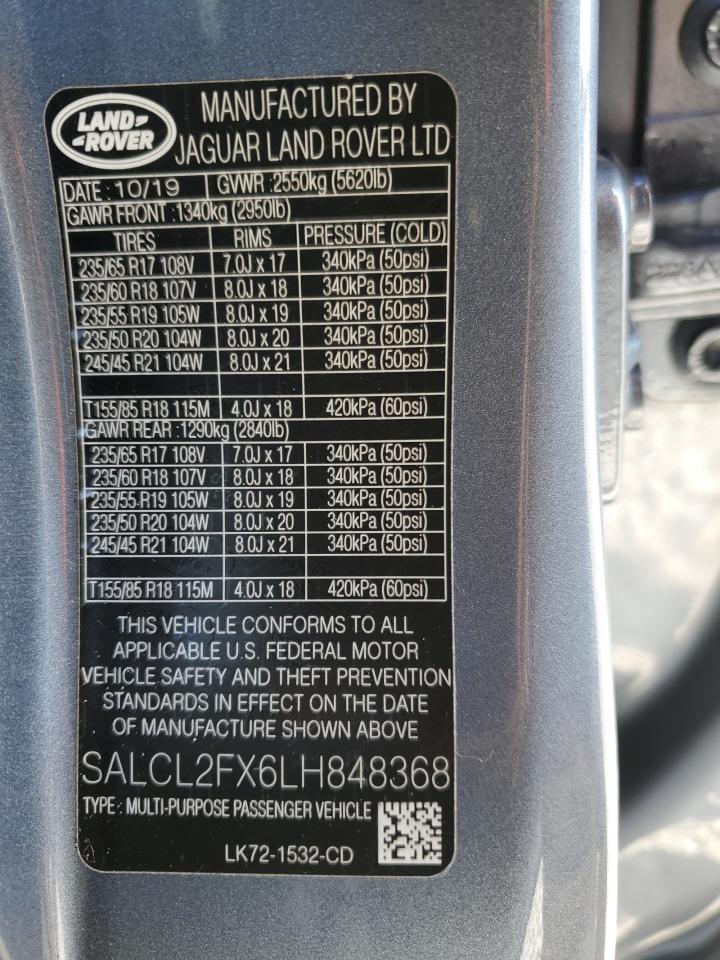 LAND-
-ROVER
MANUFACTURED BY
JAGUAR LAND ROVER LTD
DATE : 10/19 GVWR : 2550kg (5620lb)
GAWR FRONT : 1340kg (2950lb)
TIRES RIMS PRESSURE (COLD)
235/65 R17 108V 7.0J x 17 340kPa (50psi)
235/60 R18 107V 8.0J x 18 340kPa (50psi)
235/55 R19 105W 8.0J x 19 340kPa (50psi)
235/50 R20 104W 8.0J x 20 340kPa (50psi)
245/45 R21 104W 8.0J x 21 340kPa (50psi)
T155/85 R18 115M 4.0J x 18 420kPa (60psi)
GAWR REAR : 1290kg (2840lb)
235/65 R17 108V 7.0J x 17 340kPa (50psi)
235/60 R18 107V 8.0J x 18 340kPa (50psi)
235/55 R19 105W 8.0J x 19 340kPa (50psi)
235/50 R20 104W 8.0J x 20 340kPa (50psi)
245/45 R21 104W 8.0J x 21 340kPa (50psi)
T155/85 R18 115M 4.0J x 18 420kPa (60psi)
THIS VEHICLE CONFORMS TO ALL
APPLICABLE U.S. FEDERAL MOTOR
VEHICLE SAFETY AND THEFT PREVENTION
STANDARDS IN EFFECT ON THE DATE
OF MANUFACTURE SHOWN ABOVE
SALCL2FX6LH848368
TYPE : MULTI-PURPOSE PASSENGER VEHICLE
LK72-1532-CD